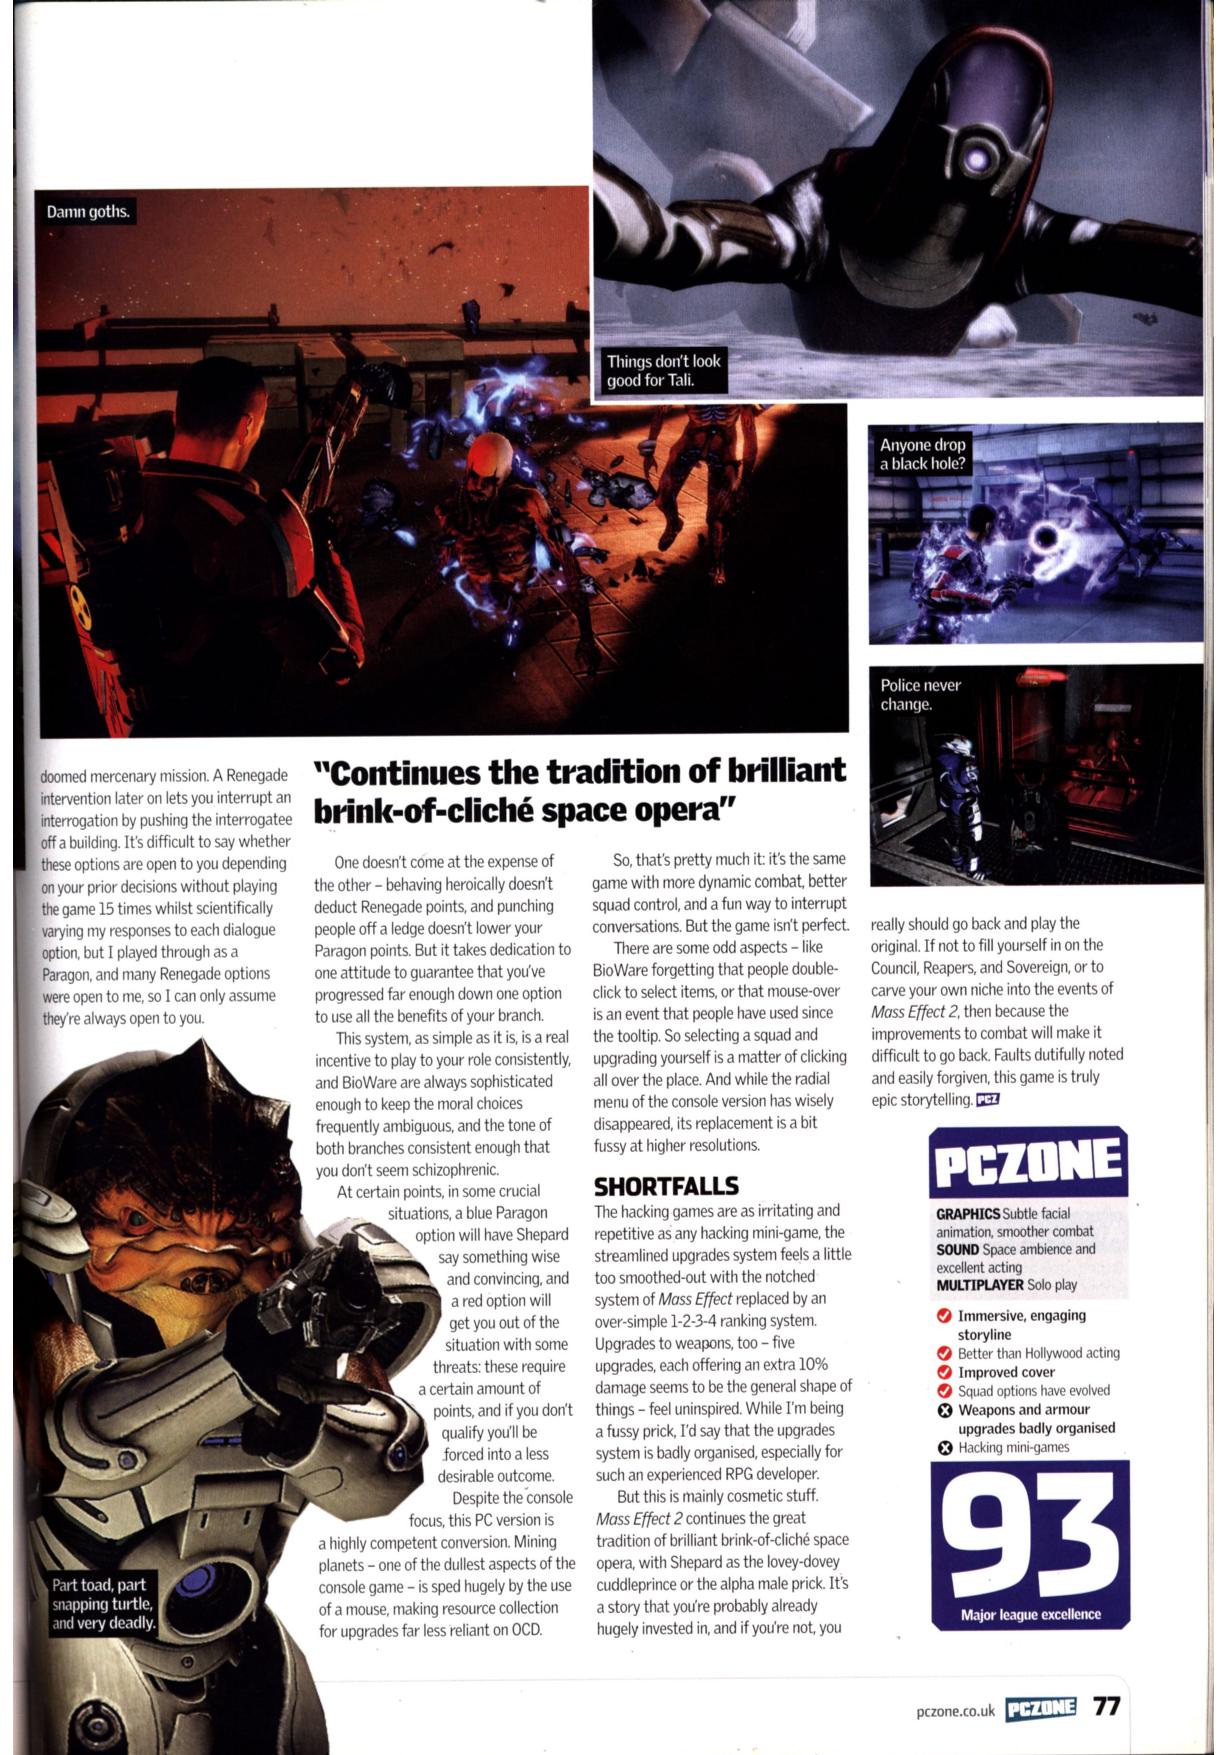 Damn goths.
Things don't look
good for Tali.
Anyone drop
a black hole?
Police never
change.
doomed mercenary mission. A Renegade
intervention later on lets you interrupt an
interrogation by pushing the interrogatee
off a building. It's difficult to say whether
these options are open to you depending
on your prior decisions without playing
the game 15 times whilst scientifically
varying my responses to each dialogue
option, but I played through as a
Paragon, and many Renegade options
were open to me, so I can only assume
they're always open to you.
Part toad, part
snapping turtle,
and very deadly.
"Continues the tradition of brilliant
brink-of-cliché space opera"
One doesn't come at the expense of
the other – behaving heroically doesn't
deduct Renegade points, and punching
people off a ledge doesn't lower your
Paragon points. But it takes dedication to
one attitude to guarantee that you've
progressed far enough down one option
to use all the benefits of your branch.
This system, as simple as it is, is a real
incentive to play to your role consistently,
and BioWare are always sophisticated
enough to keep the moral choices
frequently ambiguous, and the tone of
both branches consistent enough that
you don't seem schizophrenic.
At certain points, in some crucial
situations, a blue Paragon
option will have Shepard
say something wise
and convincing, and
a red option will
get you out of the
situation with some
threats: these require
a certain amount of
points, and if you don't
qualify you'll be
forced into a less
desirable outcome.
Despite the console
focus, this PC version is
a highly competent conversion. Mining
planets – one of the dullest aspects of the
console game – is sped hugely by the use
of a mouse, making resource collection
for upgrades far less reliant on OCD.
So, that's pretty much it: it's the same
game with more dynamic combat, better
squad control, and a fun way to interrupt
conversations. But the game isn't perfect.
There are some odd aspects – like
BioWare forgetting that people double-
click to select items, or that mouse-over
is an event that people have used since
the tooltip. So selecting a squad and
upgrading yourself is a matter of clicking
all over the place. And while the radial
menu of the console version has wisely
disappeared, its replacement is a bit
fussy at higher resolutions.
SHORTFALLS
The hacking games are as irritating and
repetitive as any hacking mini-game, the
streamlined upgrades system feels a little
too smoothed-out with the notched
system of Mass Effect replaced by an
over-simple 1-2-3-4 ranking system.
Upgrades to weapons, too – five
upgrades, each offering an extra 10%
damage seems to be the general shape of
things – feel uninspired. While I'm being
a fussy prick, I'd say that the upgrades
system is badly organised, especially for
such an experienced RPG developer.
But this is mainly cosmetic stuff.
Mass Effect 2 continues the great
tradition of brilliant brink-of-cliché space
opera, with Shepard as the lovey-dovey
cuddleprince or the alpha male prick. It's
a story that you're probably already
hugely invested in, and if you're not, you
really should go back and play the
original. If not to fill yourself in on the
Council, Reapers, and Sovereign, or to
carve your own niche into the events of
Mass Effect 2, then because the
improvements to combat will make it
difficult to go back. Faults dutifully noted
and easily forgiven, this game is truly
epic storytelling. PCZ
PCZONE
GRAPHICS Subtle facial
animation, smoother combat
SOUND Space ambience and
excellent acting
MULTIPLAYER Solo play
Immersive, engaging
storyline
Better than Hollywood acting
Improved cover
Squad options have evolved
Weapons and armour
upgrades badly organised
Hacking mini-games
93
Major league excellence
pczone.co.uk PCZONE 77